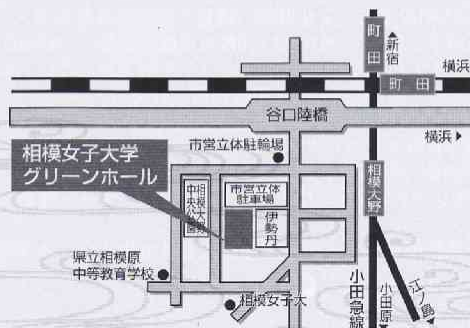 町田
▲新宿
横浜
町田
谷口陸橋
横浜▶
市営立体駐輪場
相模女子大学
グリーンホール
相模大野
中央公園
市営立体
駐車場
伊勢丹
相模大野
県立相模原
中等教育学校
相模女子大
小田急線
小田原
江ノ島